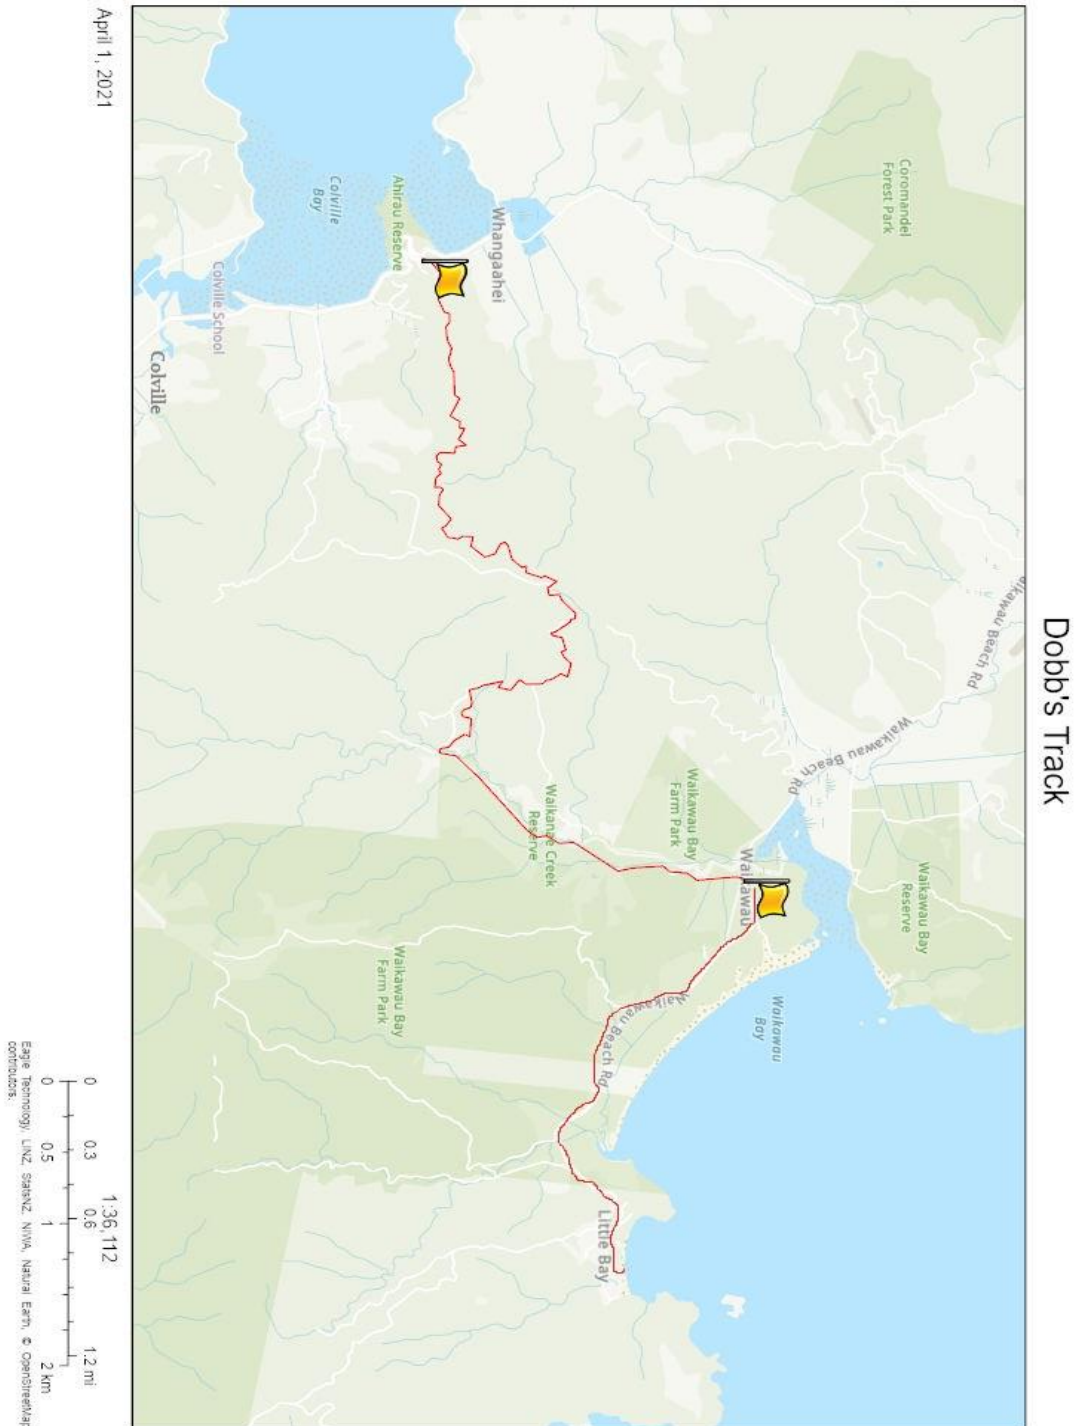 Dobb's Track
Coromandel
Forest Park
aikawau Beach Rd
Waikawau Beach Rd
Waikawau Bay
Reserve
Waikawau Bay
Farm Park
Waikawau
Waikawau
Bay
Waikawau Beach Rd
Little Bay
Waikanae Creek
Reserve
Waikawau Bay
Farm Park
Whangaahei
Ahirau Reserve
Colville
Bay
Colville School
Colville
April 1, 2021
1:36,112
0 0.3 0.6 1.2 mi
0 0.5 1 2 km
Eagle Technology, LINZ, StatsNZ, NIWA, Natural Earth, © OpenStreetMap
contributors.